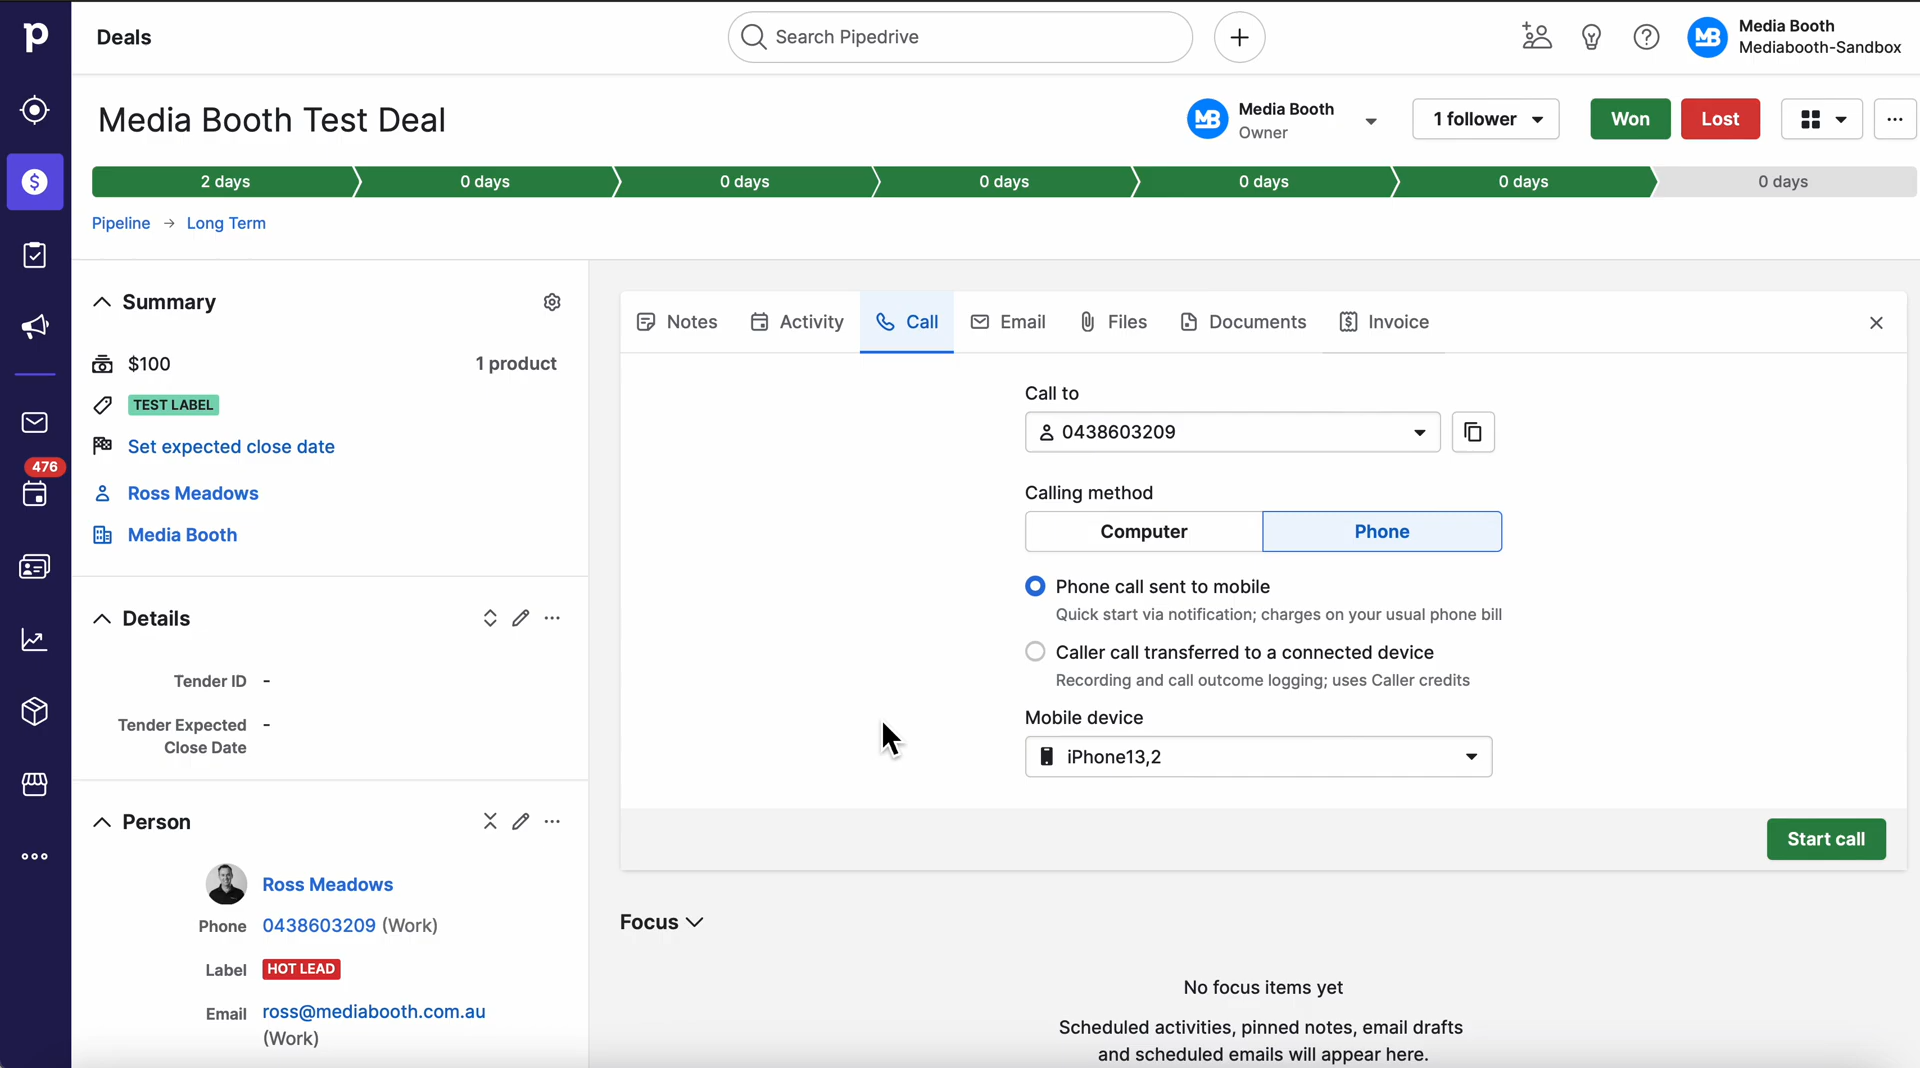 p
Deals
Search Pipedrive
MB
Media Booth
Mediabooth-Sandbox
Media Booth Test Deal
MB
Media Booth
Owner
1 follower
Won
Lost
2 days
0 days
0 days
0 days
0 days
0 days
0 days
Pipeline → Long Term
476
Summary
$100
1 product
TEST LABEL
Set expected close date
Ross Meadows
Media Booth
Details
Tender ID -
Tender Expected -
Close Date
Person
Ross Meadows
Phone 0438603209 (Work)
Label HOT LEAD
Email ross@mediabooth.com.au
(Work)
Notes
Activity
Call
Email
Files
Documents
Invoice
Call to
0438603209
Calling method
Computer
Phone
Phone call sent to mobile
Quick start via notification; charges on your usual phone bill
Caller call transferred to a connected device
Recording and call outcome logging; uses Caller credits
Mobile device
iPhone13,2
Start call
Focus
No focus items yet
Scheduled activities, pinned notes, email drafts
and scheduled emails will appear here.